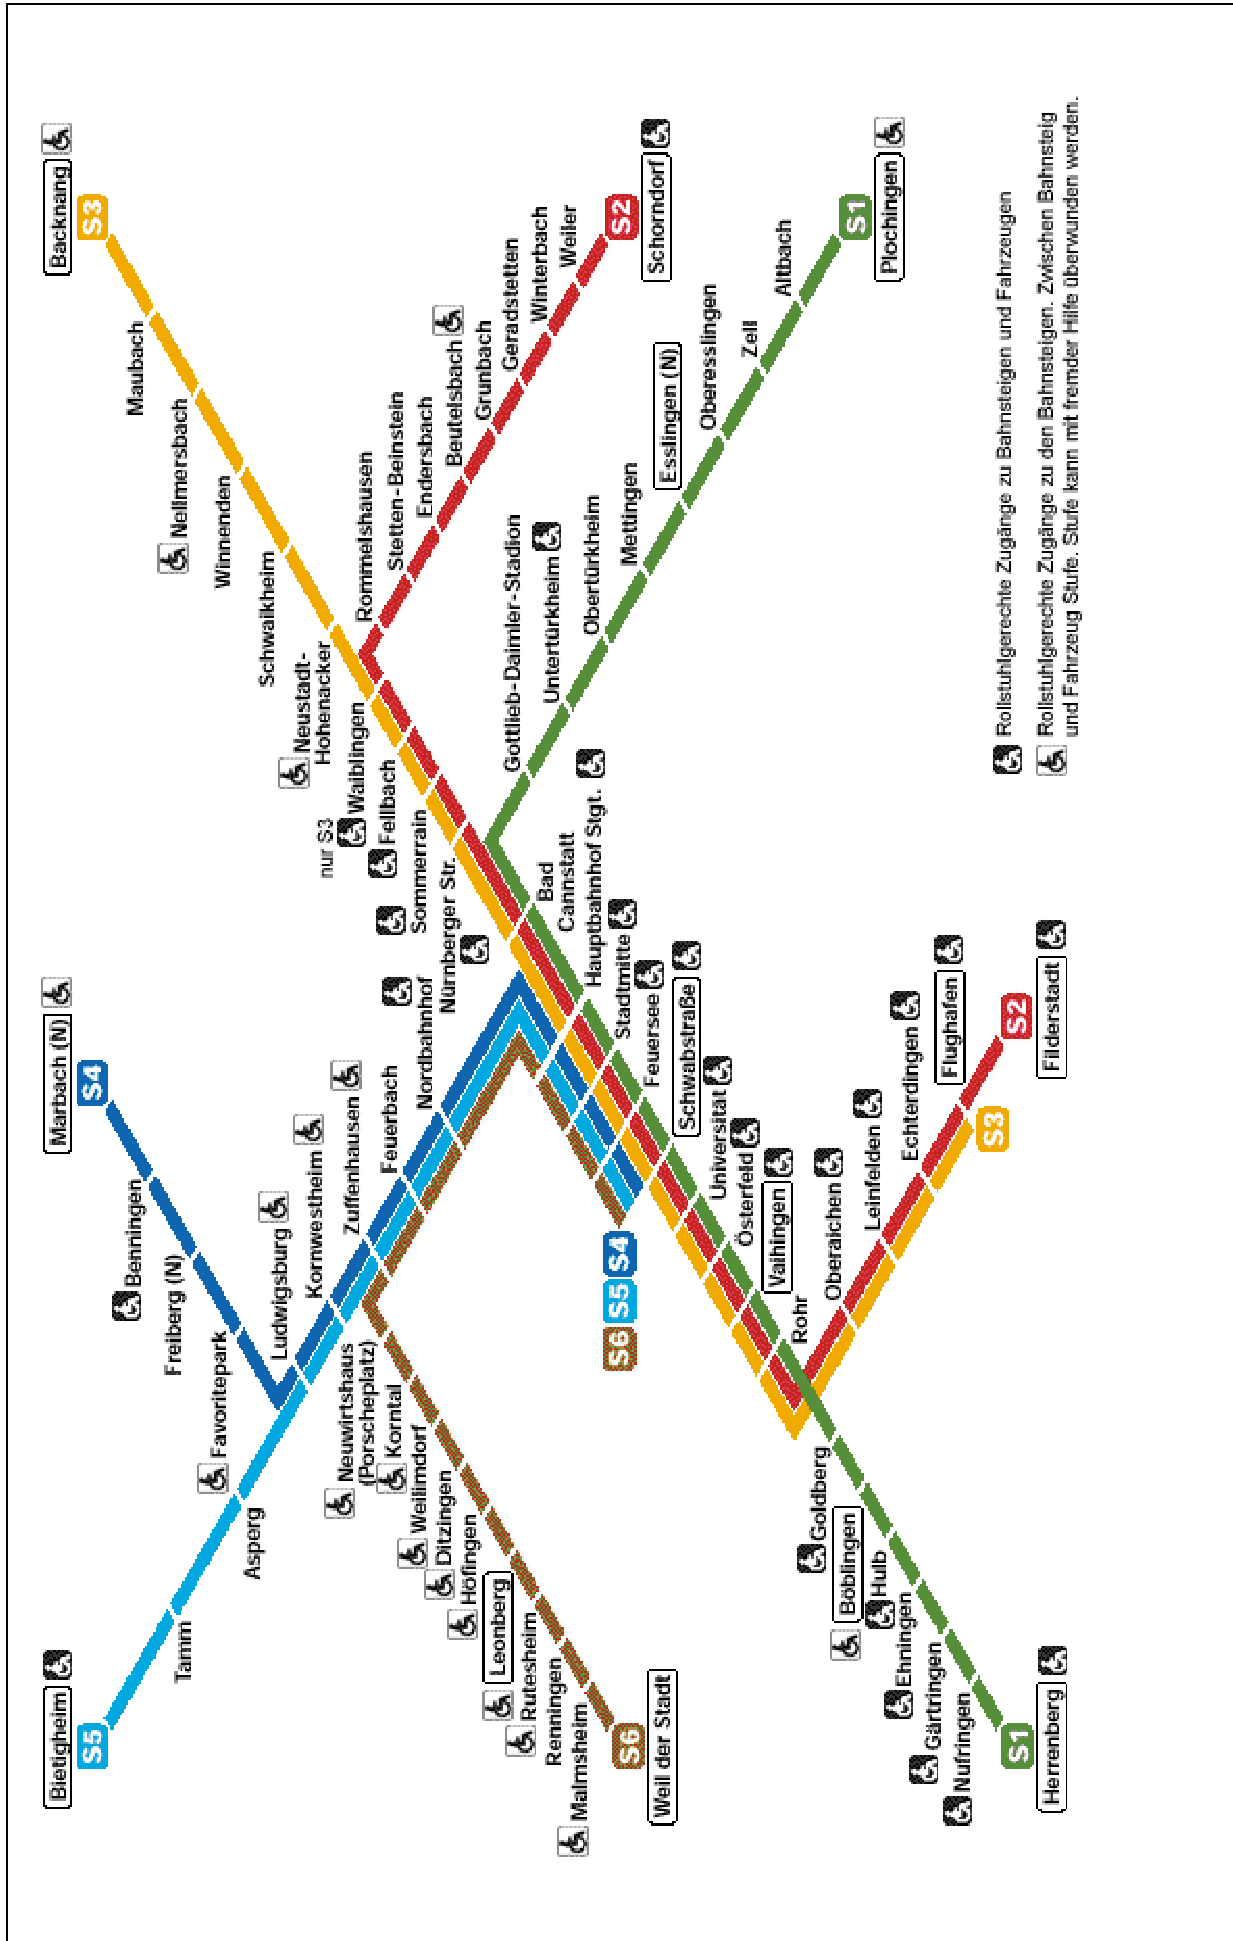 Bietigheim
S5
Tamm
Asperg
Favoritepark
Marbach (N)
S4
Benningen
Freiberg (N)
Ludwigsburg
Kornwestheim
Zuffenhausen
Feuerbach
Nordbahnhof
Neuwirtshaus
(Porscheplatz)
Korntal
Weilimdorf
Ditzingen
Höfingen
Leonberg
Rutesheim
Renningen
Malmsheim
S6
Weil der Stadt
Backnang
S3
Maubach
Nellmersbach
Winnenden
Schwaikheim
Neustadt-
Hohenacker
nur S3
Waiblingen
Fellbach
Sommerrain
Nürnberger Str.
Rommelshausen
Stetten-Beinstein
Endersbach
Beutelsbach
Grunbach
Geradstetten
Winterbach
Weiler
S2
Schorndorf
Gottlieb-Daimler-Stadion
Untertürkheim
Obertürkheim
Mettingen
Esslingen (N)
Oberesslingen
Zell
Altbach
S1
Plochingen
Bad
Cannstatt
Hauptbahnhof Stgt.
Stadtmitte
Feuersee
Schwabstraße
S6 S5 S4
Universität
Österfeld
Vaihingen
Rohr
Oberaichen
Leinfelden
Echterdingen
Flughafen
S3
S2
Filderstadt
Goldberg
Böblingen
Hulb
Ehningen
Gärtringen
Nufringen
S1
Herrenberg
Rollstuhlgerechte Zugänge zu Bahnsteigen und Fahrzeugen
Rollstuhlgerechte Zugänge zu den Bahnsteigen. Zwischen Bahnsteig
und Fahrzeug Stufe. Stufe kann mit fremder Hilfe überwunden werden.